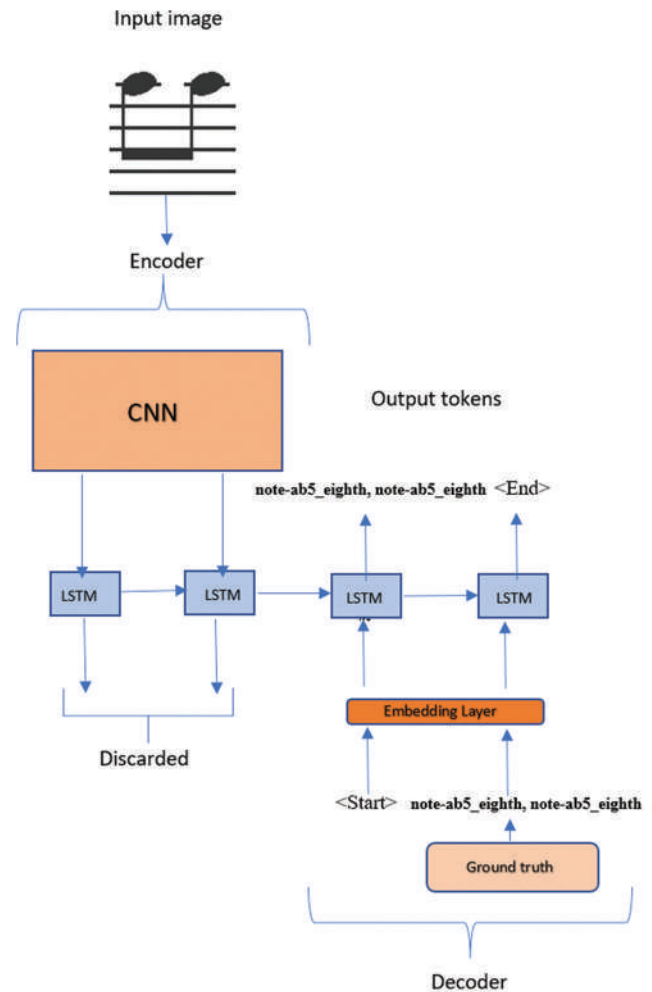 Input image
Encoder
CNN
Output tokens
note-ab5_eighth, note-ab5_eighth <End>
LSTM LSTM LSTM LSTM
Embedding Layer
Discarded
<Start> note-ab5_eighth, note-ab5_eighth
Ground truth
Decoder